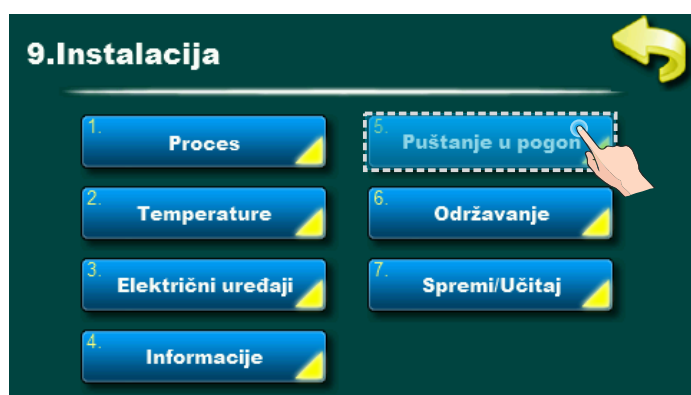 9.Instalacija
1.
Proces
2.
Temperature
3.
Električni uređaji
4.
Informacije
5.
Puštanje u pogon
6.
Održavanje
7.
Spremi/Učitaj